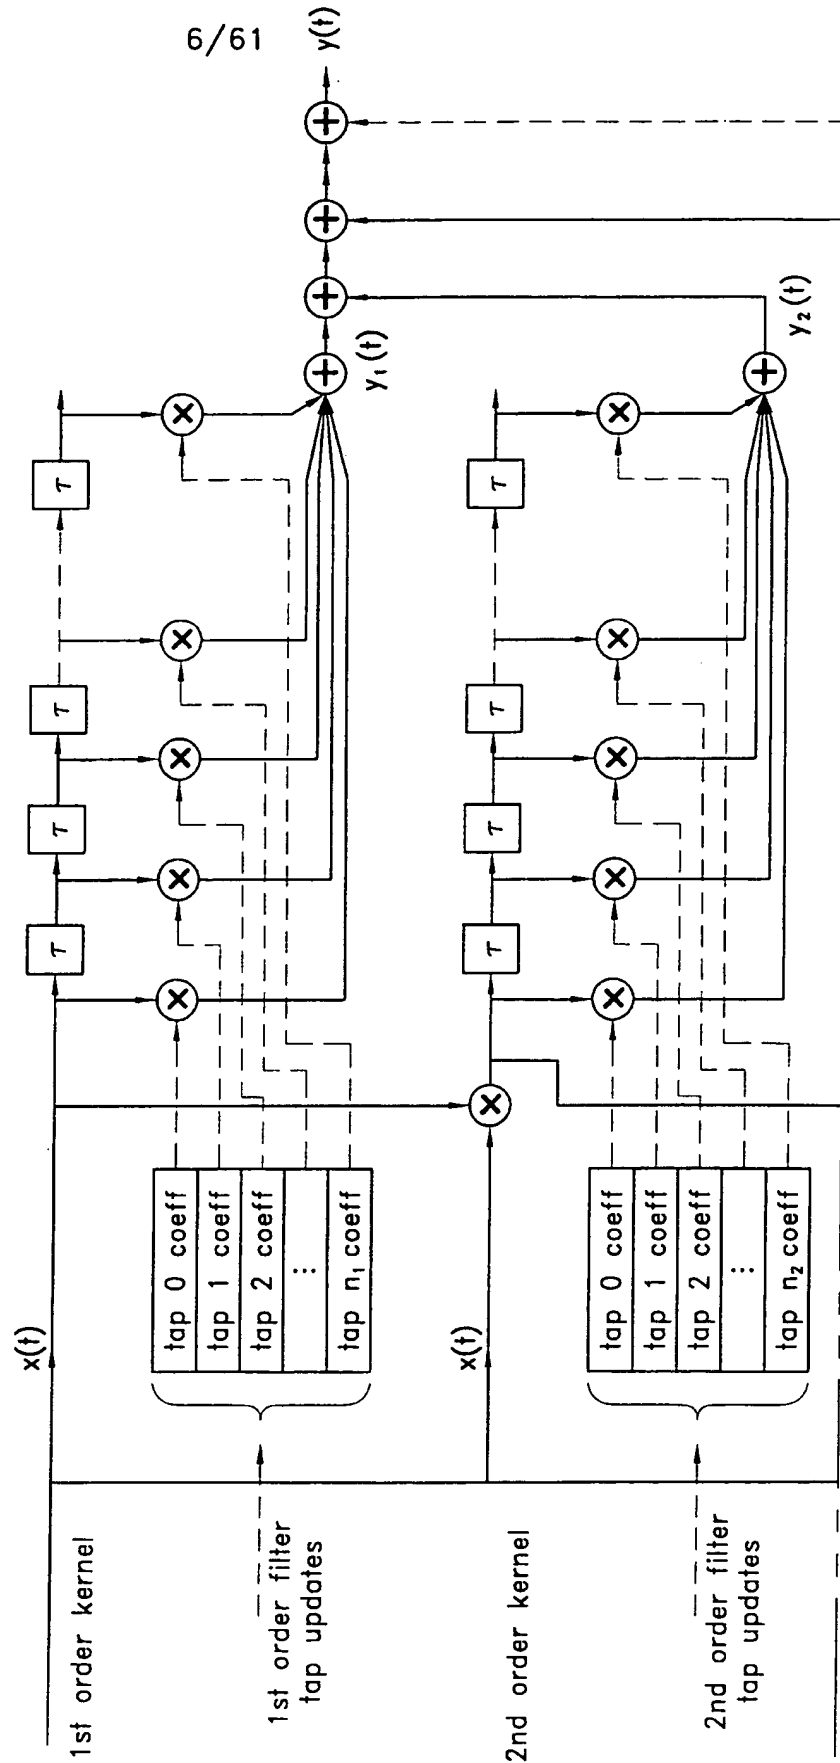 6/61
1st order kernel
x(t)
τ
τ
τ
τ
1st order filter
tap updates
tap 0 coeff
tap 1 coeff
tap 2 coeff
...
tap n₁ coeff
y₁(t)
y(t)
2nd order kernel
x(t)
τ
τ
τ
τ
2nd order filter
tap updates
tap 0 coeff
tap 1 coeff
tap 2 coeff
...
tap n₂ coeff
y₂(t)